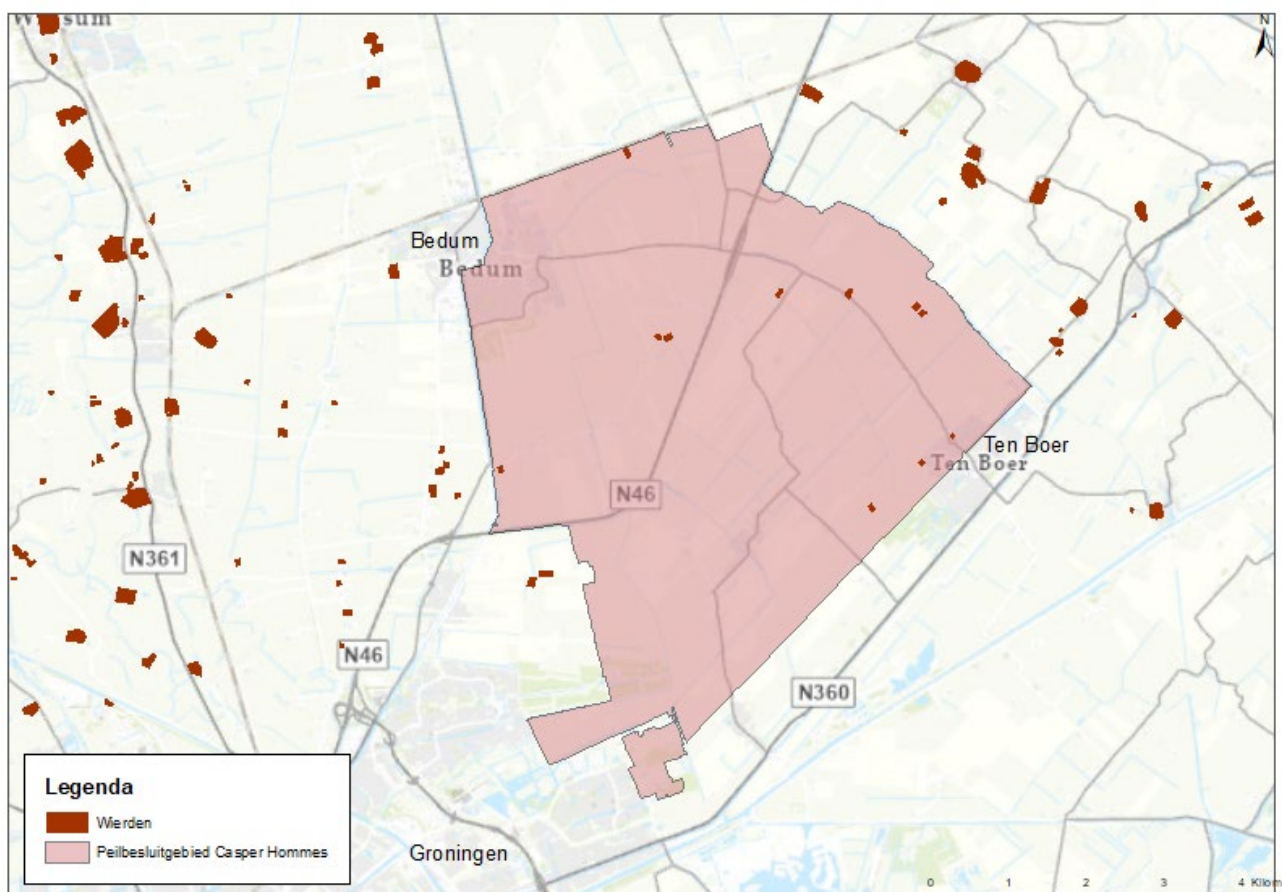 N
Bedum
Bedum
Ten Boer
Ten Boer
N46
N361
N46
N360
Legenda
Wierden
Peilbesluitgebied Casper Hommes
Groningen
0 1 2 3 4 Kilom